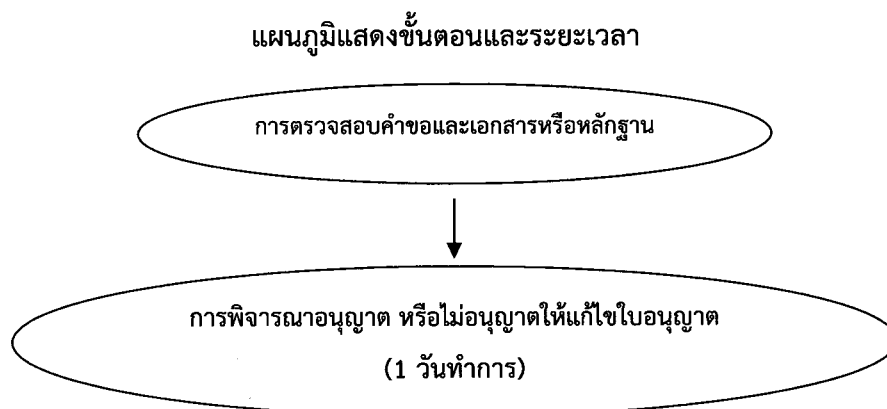 แผนภูมิแสดงขั้นตอนและระยะเวลา
การตรวจสอบคำขอและเอกสารหรือหลักฐาน
การพิจารณาอนุญาต หรือไม่อนุญาตให้แก้ไขใบอนุญาต
(1 วันทำการ)